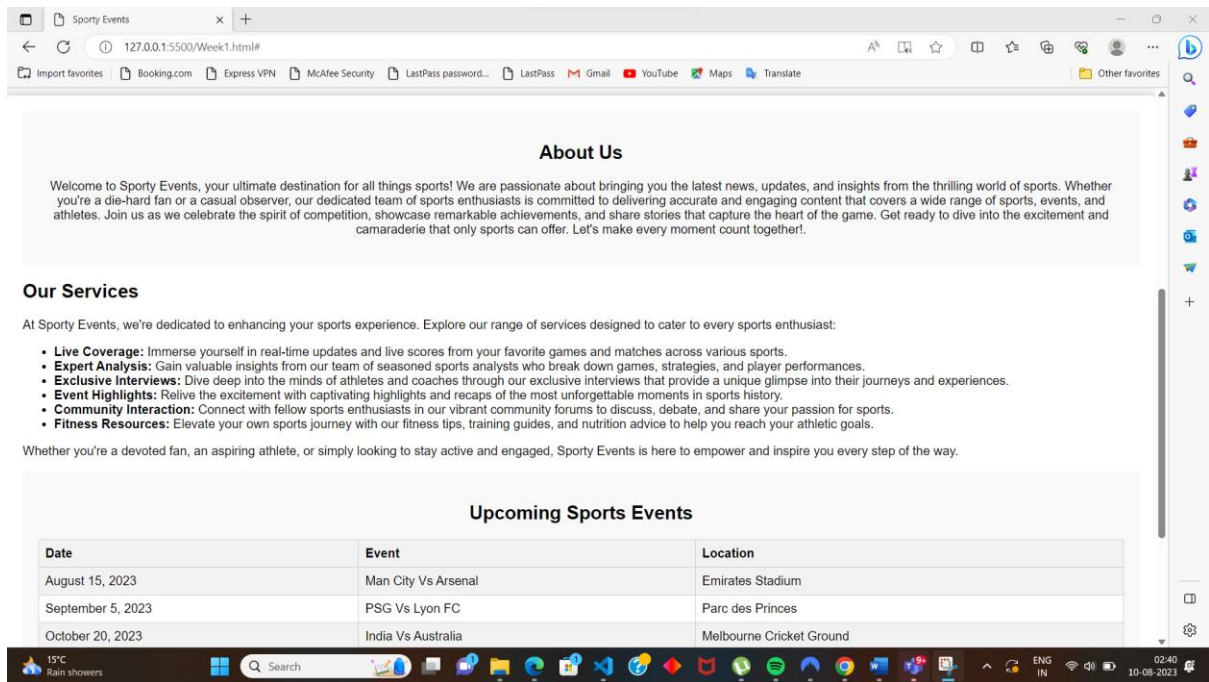 Sporty Events
127.0.0.1:5500/Week1.html#
Import favorites Booking.com Express VPN McAfee Security LastPass password... LastPass Gmail YouTube Maps Translate Other favorites
About Us
Welcome to Sporty Events, your ultimate destination for all things sports! We are passionate about bringing you the latest news, updates, and insights from the thrilling world of sports. Whether
you're a die-hard fan or a casual observer, our dedicated team of sports enthusiasts is committed to delivering accurate and engaging content that covers a wide range of sports, events, and
athletes. Join us as we celebrate the spirit of competition, showcase remarkable achievements, and share stories that capture the heart of the game. Get ready to dive into the excitement and
camaraderie that only sports can offer. Let's make every moment count together!.
Our Services
At Sporty Events, we're dedicated to enhancing your sports experience. Explore our range of services designed to cater to every sports enthusiast:
• Live Coverage: Immerse yourself in real-time updates and live scores from your favorite games and matches across various sports.
• Expert Analysis: Gain valuable insights from our team of seasoned sports analysts who break down games, strategies, and player performances.
• Exclusive Interviews: Dive deep into the minds of athletes and coaches through our exclusive interviews that provide a unique glimpse into their journeys and experiences.
• Event Highlights: Relive the excitement with captivating highlights and recaps of the most unforgettable moments in sports history.
• Community Interaction: Connect with fellow sports enthusiasts in our vibrant community forums to discuss, debate, and share your passion for sports.
• Fitness Resources: Elevate your own sports journey with our fitness tips, training guides, and nutrition advice to help you reach your athletic goals.
Whether you're a devoted fan, an aspiring athlete, or simply looking to stay active and engaged, Sporty Events is here to empower and inspire you every step of the way.
Upcoming Sports Events
Date Event Location
August 15, 2023 Man City Vs Arsenal Emirates Stadium
September 5, 2023 PSG Vs Lyon FC Parc des Princes
October 20, 2023 India Vs Australia Melbourne Cricket Ground
15°C
Rain showers
Search
9+
ENG
IN
02:40
10-08-2023